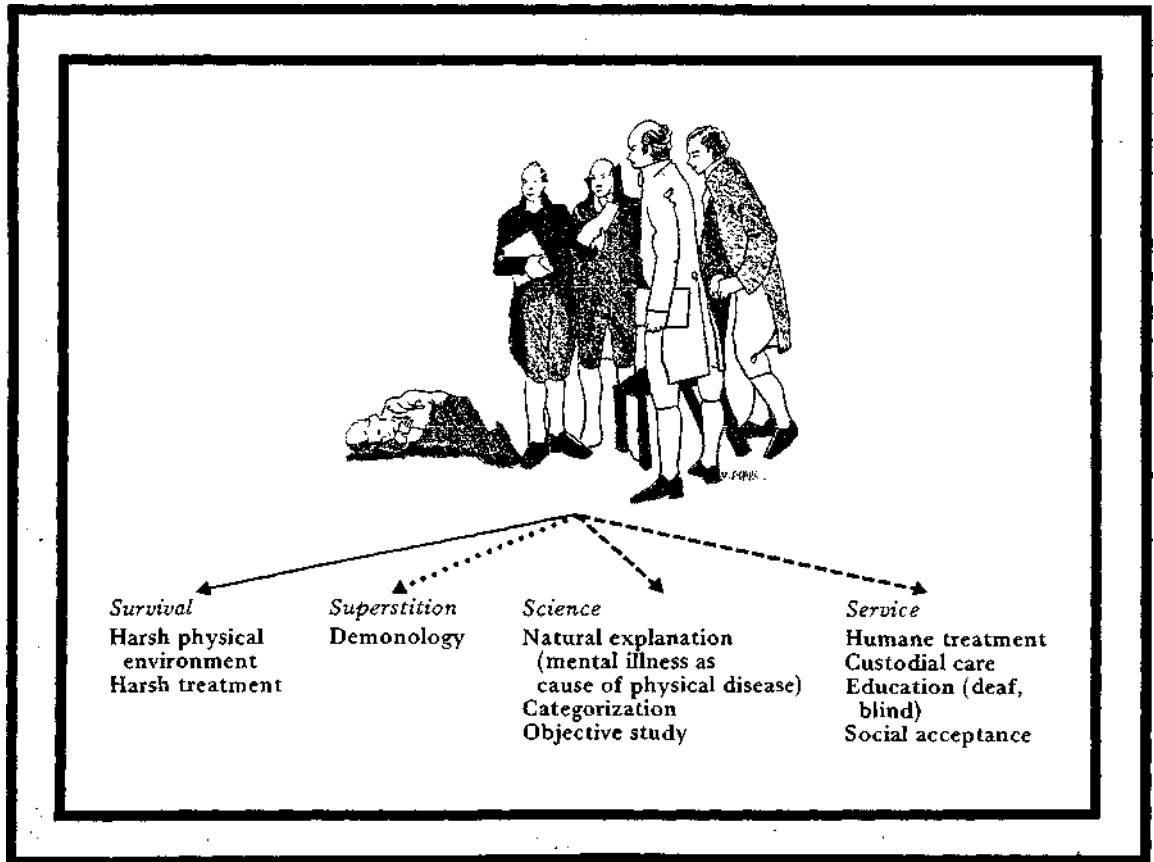 Survival
Harsh physical
environment
Harsh treatment
Superstition
Demonology
Science
Natural explanation
(mental illness as
cause of physical disease)
Categorization
Objective study
Service
Humane treatment
Custodial care
Education (deaf,
blind)
Social acceptance